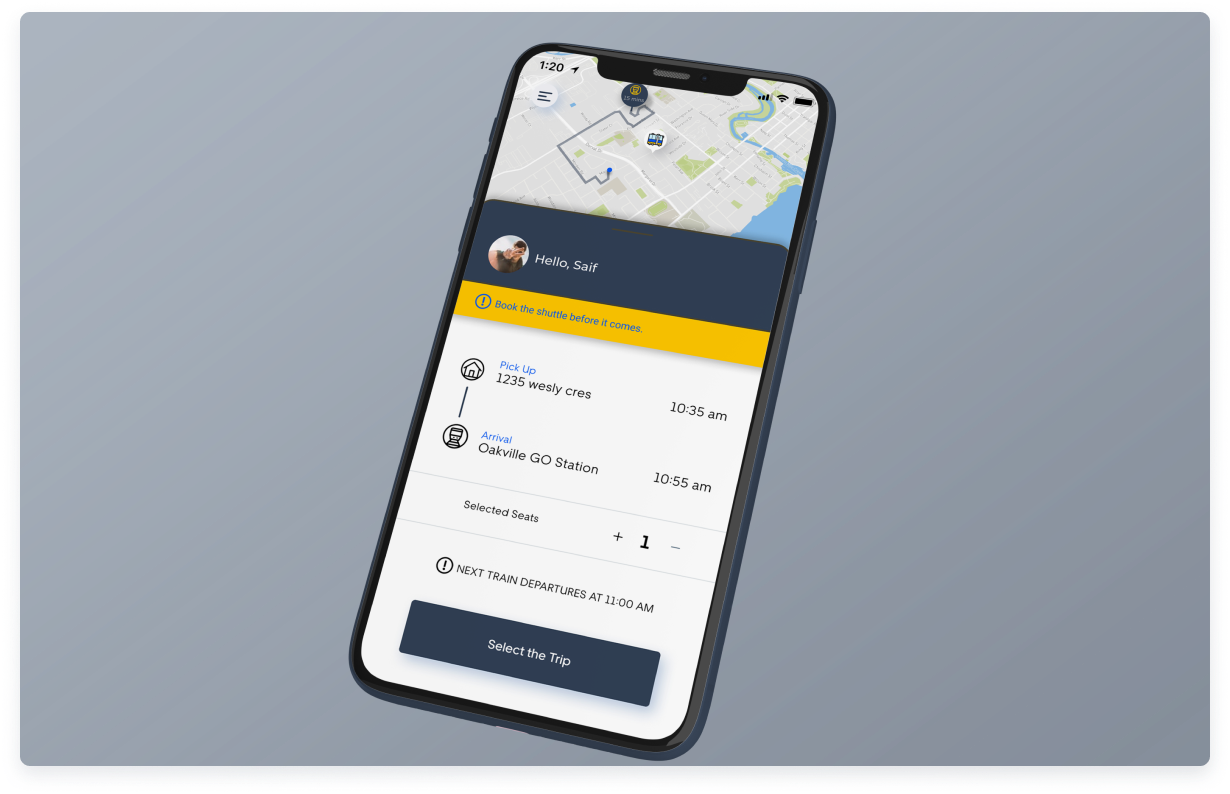 1:20
15 mins
Hello, Saif
Book the shuttle before it comes.
Pick Up
1235 wesly cres
10:35 am
Arrival
Oakville GO Station
10:55 am
Selected Seats
+ 1 −
NEXT TRAIN DEPARTURES AT 11:00 AM
Select the Trip